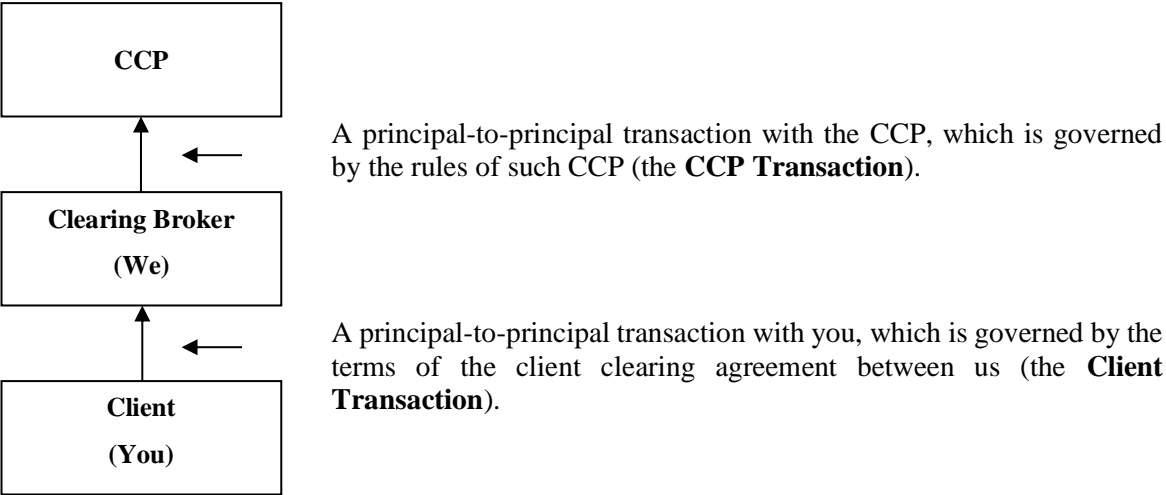 CCP
A principal-to-principal transaction with the CCP, which is governed
by the rules of such CCP (the CCP Transaction).
Clearing Broker
(We)
A principal-to-principal transaction with you, which is governed by the
terms of the client clearing agreement between us (the Client
Transaction).
Client
(You)